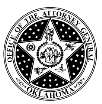 OFFICE OF THE ATTORNEY GENERAL
OKLAHOMA